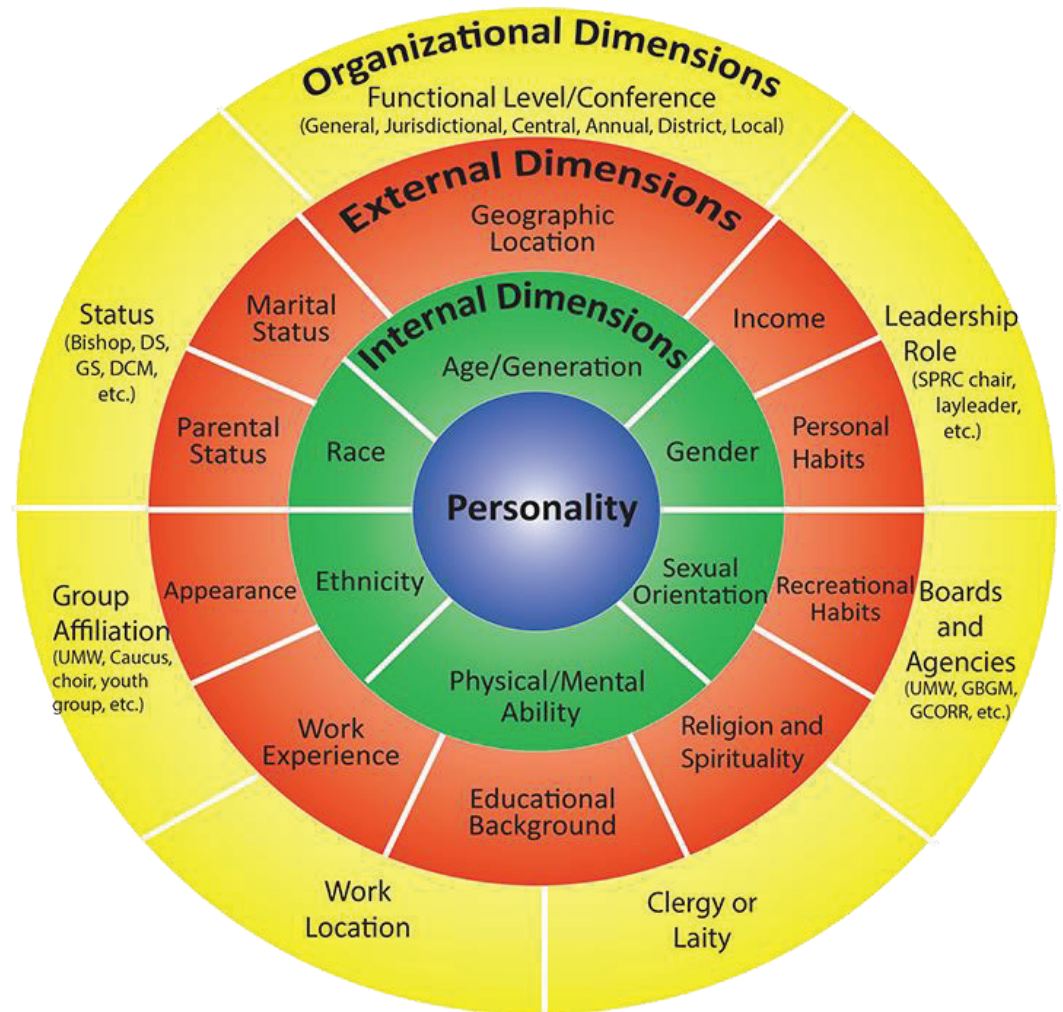 Organizational Dimensions
Functional Level/Conference
(General, Jurisdictional, Central, Annual, District, Local)
External Dimensions
Geographic
Location
Internal Dimensions
Age/Generation
Personality
Marital
Status
Income
Status
(Bishop, DS,
GS, DCM,
etc.)
Leadership
Role
(SPRC chair,
layleader,
etc.)
Parental
Status
Race
Gender
Personal
Habits
Group
Affiliation
(UMW, Caucus,
choir, youth
group, etc.)
Appearance
Ethnicity
Sexual
Orientation
Recreational
Habits
Boards
and
Agencies
(UMW, GBGM,
GCORR, etc.)
Physical/Mental
Ability
Work
Experience
Religion and
Spirituality
Educational
Background
Work
Location
Clergy or
Laity